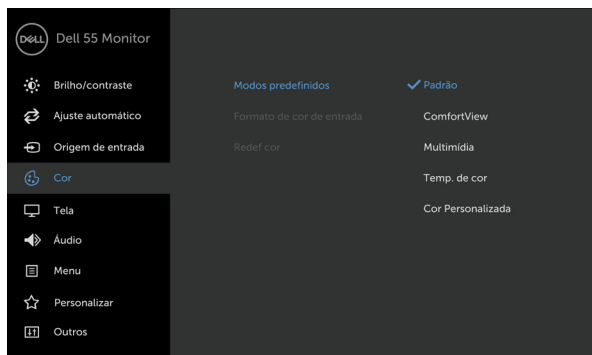 DELL Dell 55 Monitor
Brilho/contraste
Ajuste automático
Origem de entrada
Cor
Tela
Áudio
Menu
Personalizar
Outros
Modos predefinidos
Formato de cor de entrada
Redef cor
Padrão
ComfortView
Multimídia
Temp. de cor
Cor Personalizada